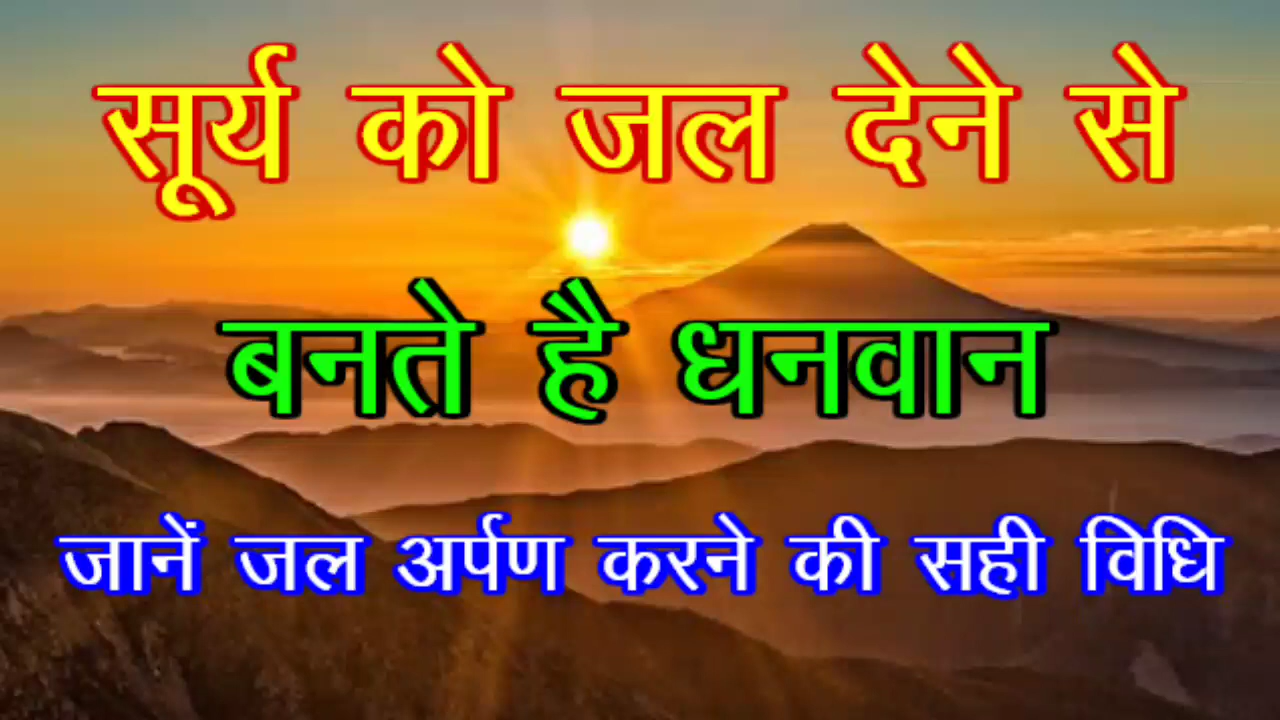 सूर्य को जल देने से
बनते है धनवान
जानें जल अर्पण करने की सही विधि